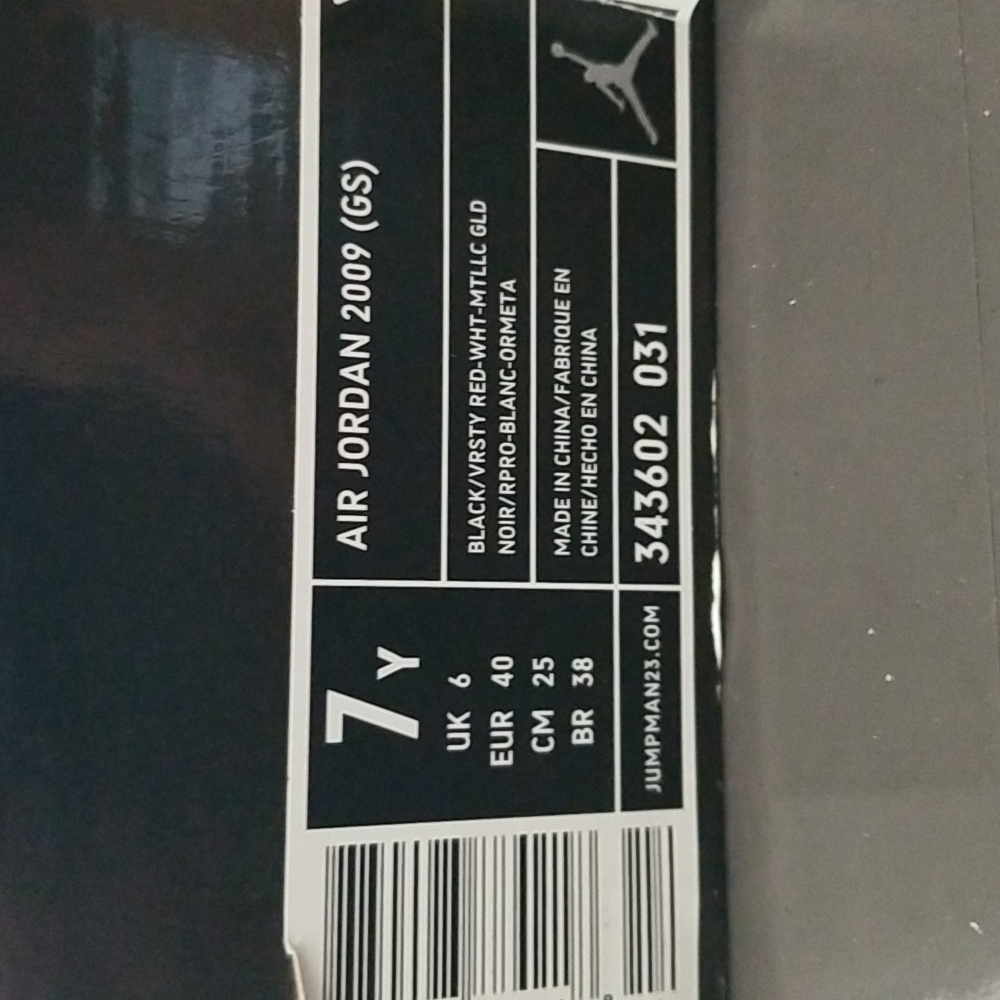 AIR JORDAN 2009 (GS)
BLACK/VRSTY RED-WHT-MTLLC GLD
NOIR/RPRO-BLANC-ORMETA
MADE IN CHINA/FABRIQUE EN
CHINE/HECHO EN CHINA
343602 031
7 Y
UK 6
EUR 40
CM 25
BR 38
JUMPMAN23.COM